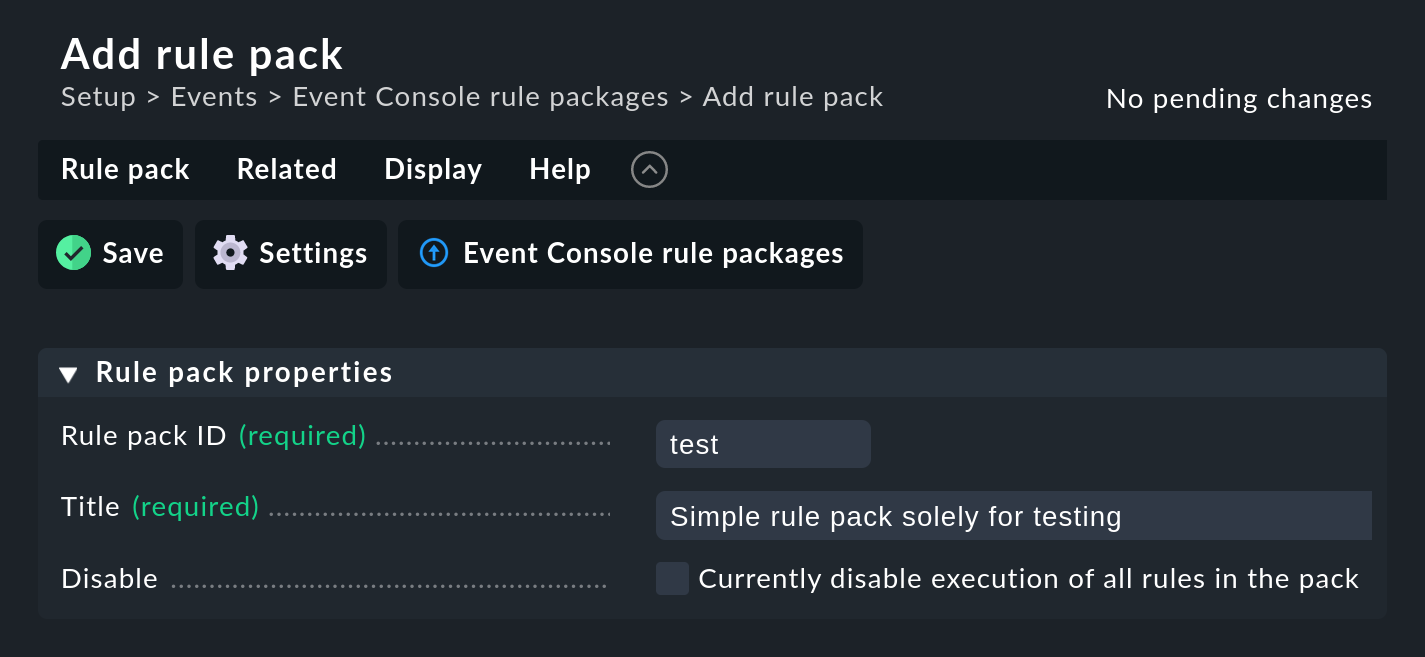 Add rule pack
Setup > Events > Event Console rule packages > Add rule pack
No pending changes
Rule pack Related Display Help
Save Settings Event Console rule packages
Rule pack properties
Rule pack ID (required) test
Title (required) Simple rule pack solely for testing
Disable Currently disable execution of all rules in the pack